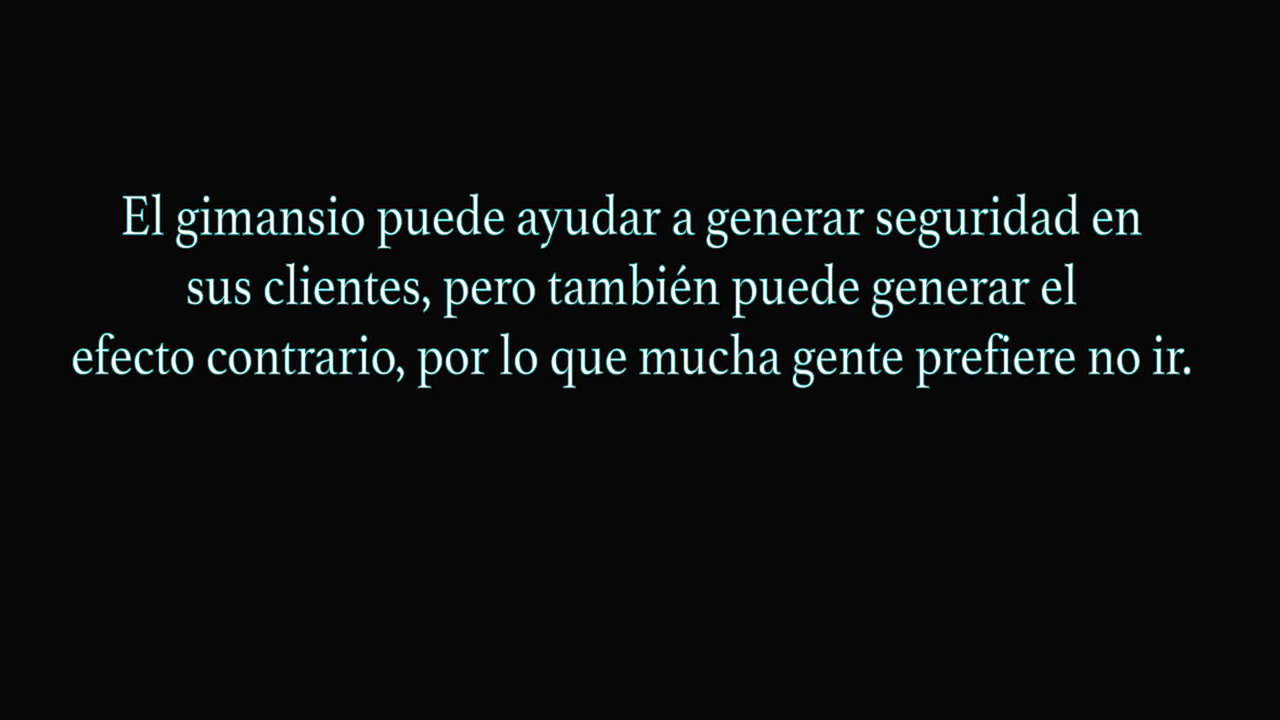 El gimansio puede ayudar a generar seguridad en
sus clientes, pero también puede generar el
efecto contrario, por lo que mucha gente prefiere no ir.